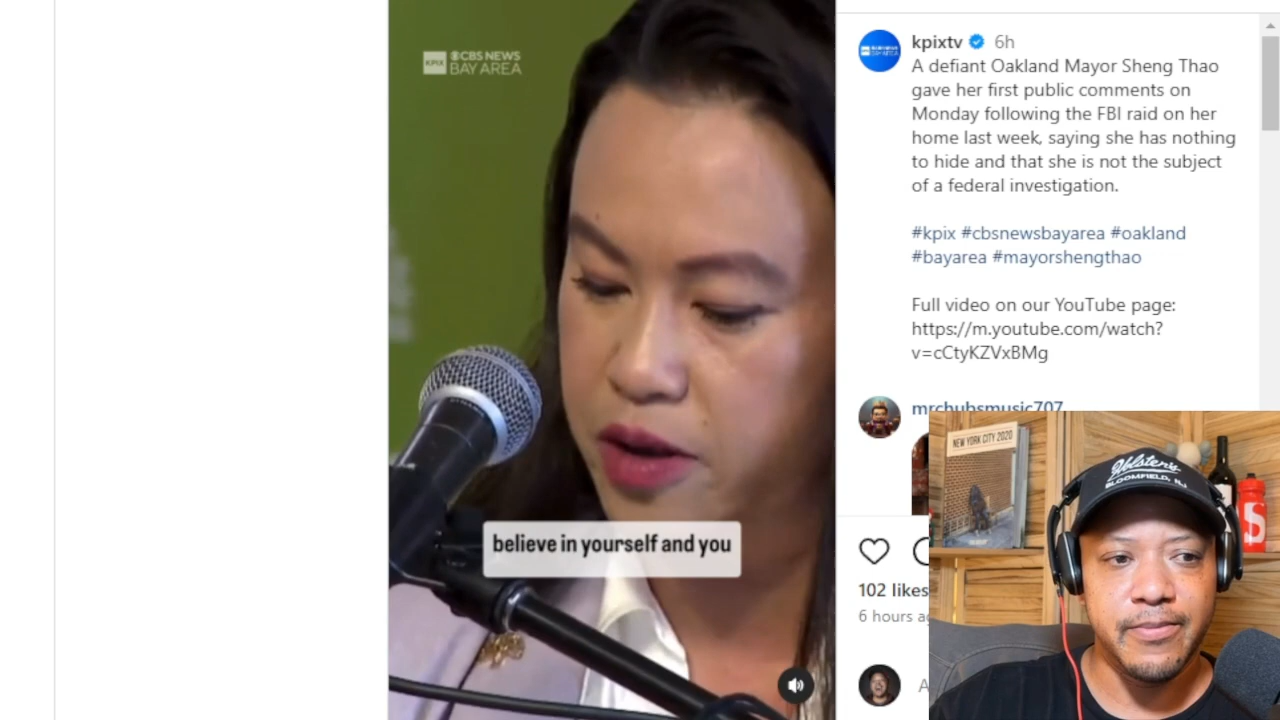 KPIX CBS NEWS
BAY AREA
believe in yourself and you
kpixtv 6h
A defiant Oakland Mayor Sheng Thao
gave her first public comments on
Monday following the FBI raid on her
home last week, saying she has nothing
to hide and that she is not the subject
of a federal investigation.
#kpix #cbsnewsbayarea #oakland
#bayarea #mayorshengthao
Full video on our YouTube page:
https://m.youtube.com/watch?
v=cCtyKZVxBMg
mrchubsmusic707
102 likes
6 hours
NEW YORK CITY 2020
Holsten's
BLOOMFIELD, NJ
S